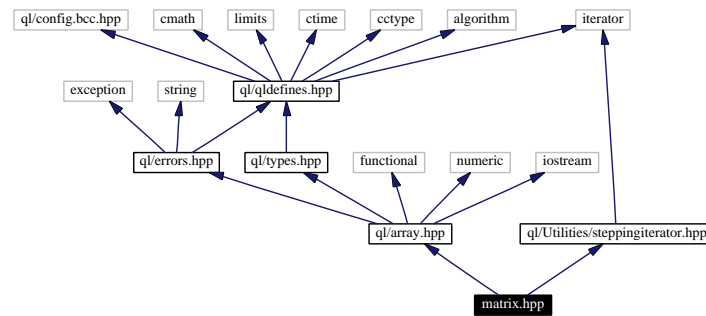 ql/config.bcc.hpp
cmath
limits
ctime
cctype
algorithm
iterator
exception
string
ql/qldefines.hpp
ql/errors.hpp
ql/types.hpp
functional
numeric
iostream
ql/array.hpp
ql/Utilities/steppingiterator.hpp
matrix.hpp